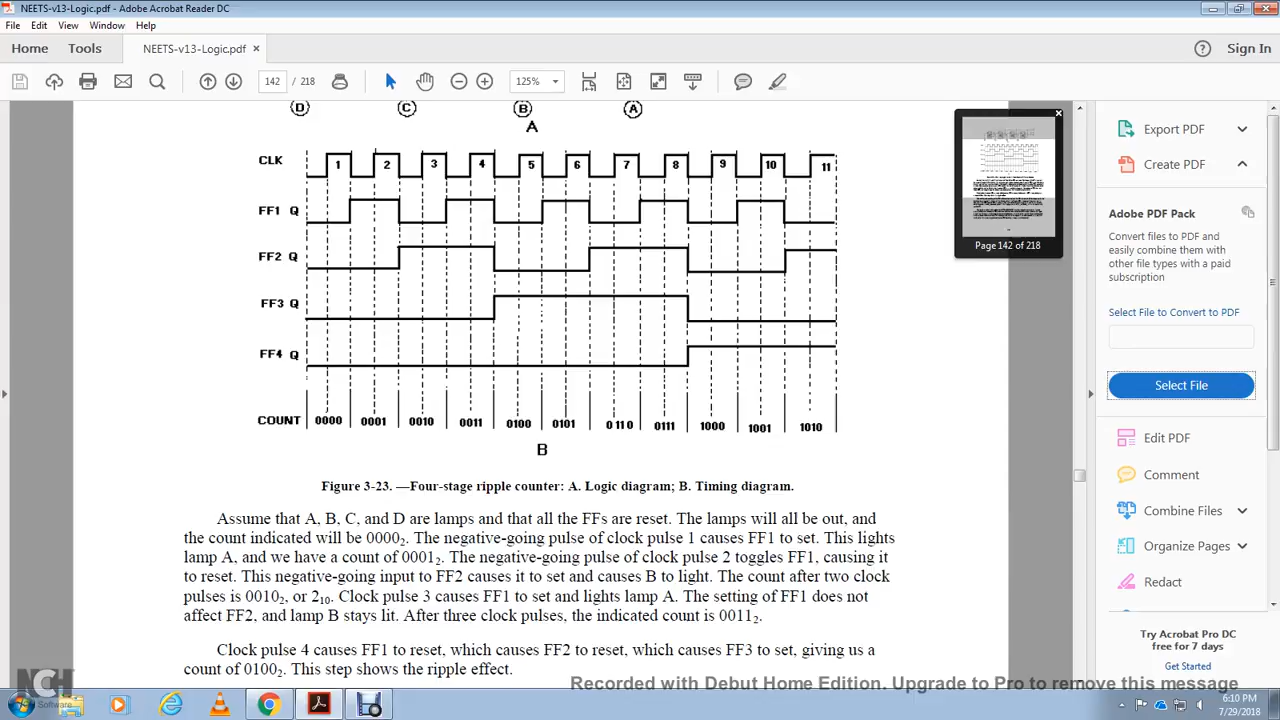 NEETS-v13-Logic.pdf - Adobe Acrobat Reader DC
File Edit View Window Help
Home Tools NEETS-v13-Logic.pdf × Sign In
142 / 218 125%
D C B A
A
CLK 1 2 3 4 5 6 7 8 9 10 11
FF1 Q
FF2 Q
FF3 Q
FF4 Q
COUNT 0000 0001 0010 0011 0100 0101 0110 0111 1000 1001 1010
B
Figure 3-23. —Four-stage ripple counter: A. Logic diagram; B. Timing diagram.
Assume that A, B, C, and D are lamps and that all the FFs are reset. The lamps will all be out, and
the count indicated will be 0000₂. The negative-going pulse of clock pulse 1 causes FF1 to set. This lights
lamp A, and we have a count of 0001₂. The negative-going pulse of clock pulse 2 toggles FF1, causing it
to reset. This negative-going input to FF2 causes it to set and causes B to light. The count after two clock
pulses is 0010₂, or 2₁₀. Clock pulse 3 causes FF1 to set and lights lamp A. The setting of FF1 does not
affect FF2, and lamp B stays lit. After three clock pulses, the indicated count is 0011₂.
Clock pulse 4 causes FF1 to reset, which causes FF2 to reset, which causes FF3 to set, giving us a
count of 0100₂. This step shows the ripple effect.
Page 142 of 218
Export PDF
Create PDF
Adobe PDF Pack
Convert files to PDF and
easily combine them with
other file types with a paid
subscription
Select File to Convert to PDF
Select File
Edit PDF
Comment
Combine Files
Organize Pages
Redact
Try Acrobat Pro DC
free for 7 days
Get Started
NCH
Software
Recorded with Debut Home Edition. Upgrade to Pro to remove this message
6:10 PM
7/29/2018